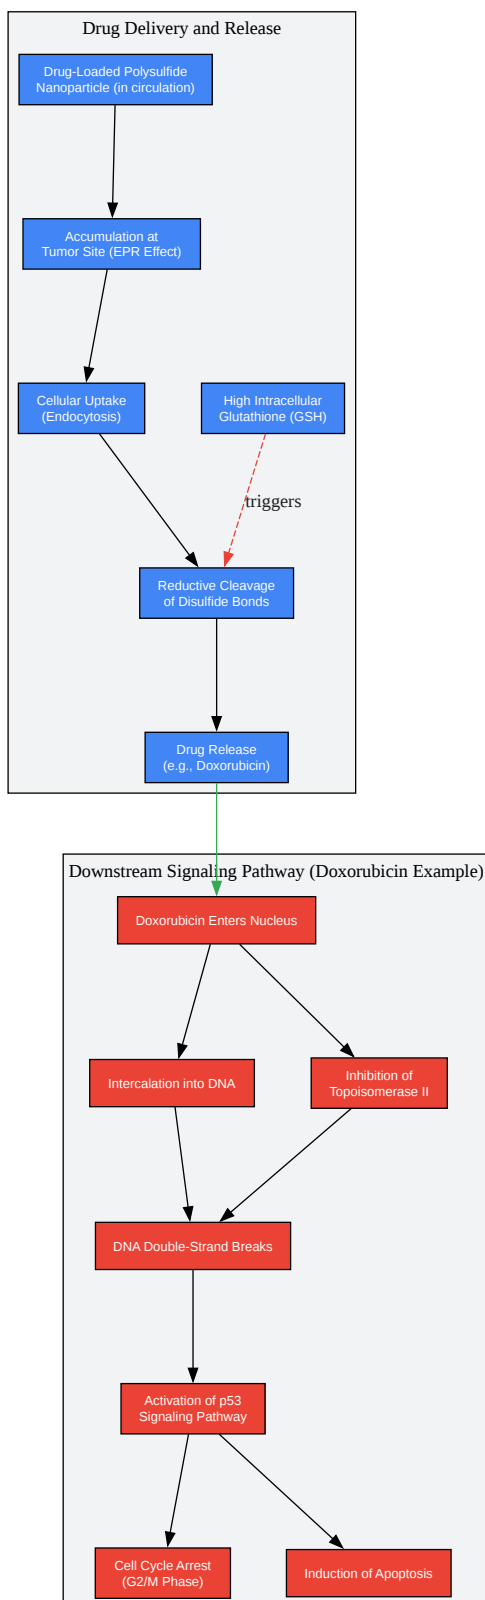 Drug Delivery and Release
Drug-Loaded Polysulfide
Nanoparticle (in circulation)
Accumulation at
Tumor Site (EPR Effect)
Cellular Uptake
(Endocytosis)
High Intracellular
Glutathione (GSH)
triggers
Reductive Cleavage
of Disulfide Bonds
Drug Release
(e.g., Doxorubicin)
Downstream Signaling Pathway (Doxorubicin Example)
Doxorubicin Enters Nucleus
Intercalation into DNA
Inhibition of
Topoisomerase II
DNA Double-Strand Breaks
Activation of p53
Signaling Pathway
Cell Cycle Arrest
(G2/M Phase)
Induction of Apoptosis